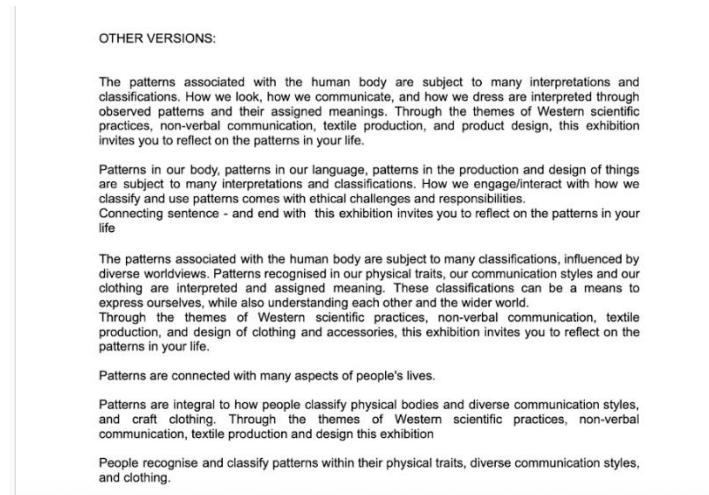 OTHER VERSIONS:
The patterns associated with the human body are subject to many interpretations and
classifications. How we look, how we communicate, and how we dress are interpreted through
observed patterns and their assigned meanings. Through the themes of Western scientific
practices, non-verbal communication, textile production, and product design, this exhibition
invites you to reflect on the patterns in your life.
Patterns in our body, patterns in our language, patterns in the production and design of things
are subject to many interpretations and classifications. How we engage/interact with how we
classify and use patterns comes with ethical challenges and responsibilities.
Connecting sentence - and end with  this exhibition invites you to reflect on the patterns in your
life
The patterns associated with the human body are subject to many classifications, influenced by
diverse worldviews. Patterns recognised in our physical traits, our communication styles and our
clothing are interpreted and assigned meaning. These classifications can be a means to
express ourselves, while also understanding each other and the wider world.
Through the themes of Western scientific practices, non-verbal communication, textile
production, and design of clothing and accessories, this exhibition invites you to reflect on the
patterns in your life.
Patterns are connected with many aspects of people's lives.
Patterns are integral to how people classify physical bodies and diverse communication styles,
and craft clothing. Through the themes of Western scientific practices, non-verbal
communication, textile production and design this exhibition
People recognise and classify patterns within their physical traits, diverse communication styles,
and clothing.